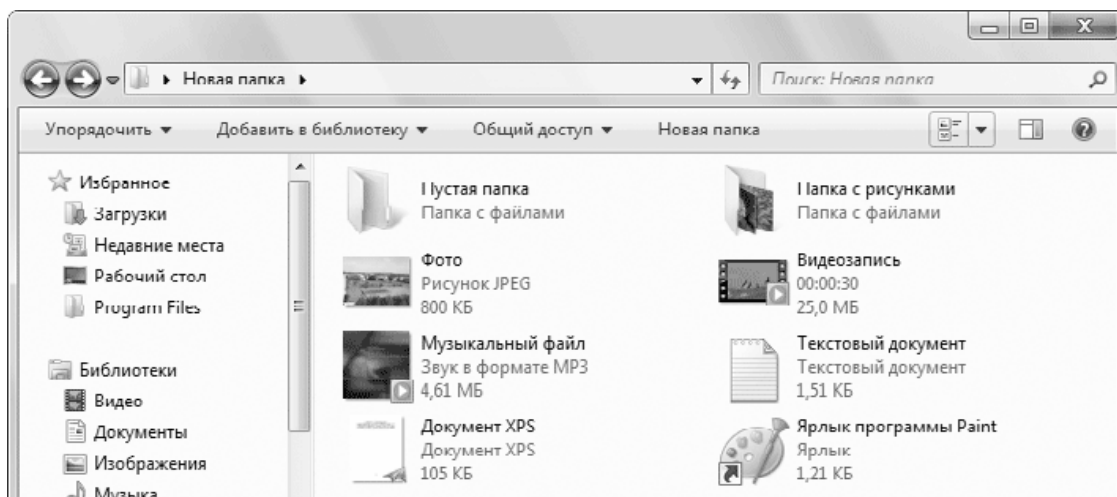 Новая папка
Поиск: Новая папка
Упорядочить Добавить в библиотеку Общий доступ Новая папка
Избранное
Загрузки
Недавние места
Рабочий стол
Program Files
Библиотеки
Видео
Документы
Изображения
Музыка
Пустая папка
Папка с файлами
Папка с рисунками
Папка с файлами
Фото
Рисунок JPEG
800 КБ
Видеозапись
00:00:30
25,0 МБ
Музыкальный файл
Звук в формате MP3
4,61 МБ
Текстовый документ
Текстовый документ
1,51 КБ
Документ XPS
Документ XPS
105 КБ
Ярлык программы Paint
Ярлык
1,21 КБ